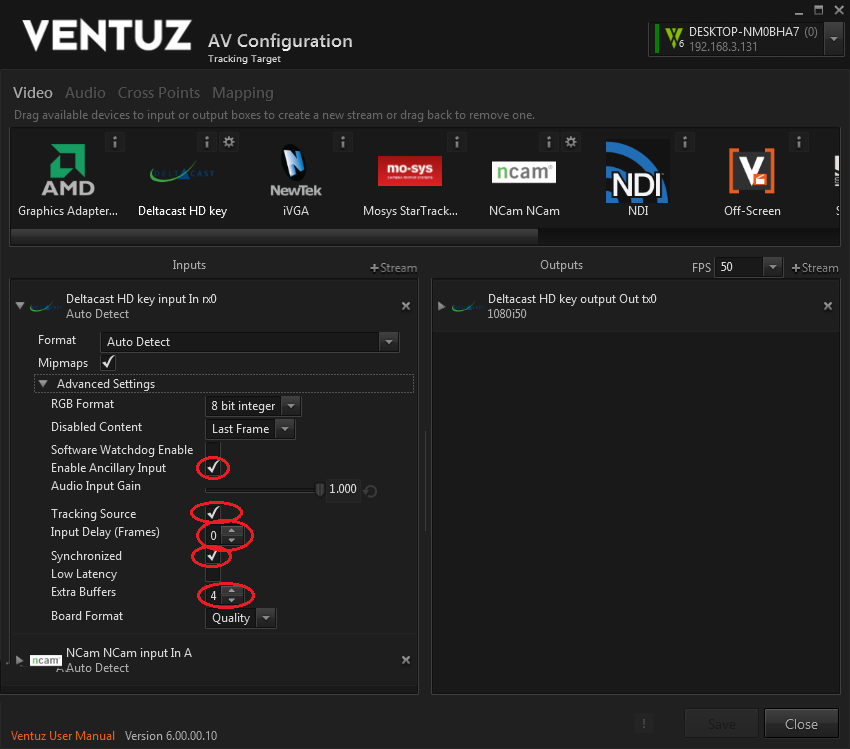 VENTUZ
AV Configuration
Tracking Target
6
DESKTOP-NM0BHA7 (0)
192.168.3.131
Video Audio Cross Points Mapping
Drag available devices to input or output boxes to create a new stream or drag back to remove one.
AMD
DELTACAST
NewTek
mo-sys
ncam
NDI
Graphics Adapter...
Deltacast HD key
iVGA
Mosys StarTrack...
NCam NCam
NDI
Off-Screen
Inputs
+Stream
Outputs
FPS 50
+Stream
Deltacast HD key input In rx0
Auto Detect
Deltacast HD key output Out tx0
1080i50
Format Auto Detect
Mipmaps
Advanced Settings
RGB Format 8 bit integer
Disabled Content Last Frame
Software Watchdog Enable
Enable Ancillary Input
Audio Input Gain 1.000
Tracking Source
Input Delay (Frames) 0
Synchronized
Low Latency
Extra Buffers 4
Board Format Quality
ncam
NCam NCam input In A
Auto Detect
Save
Close
Ventuz User Manual Version 6.00.00.10